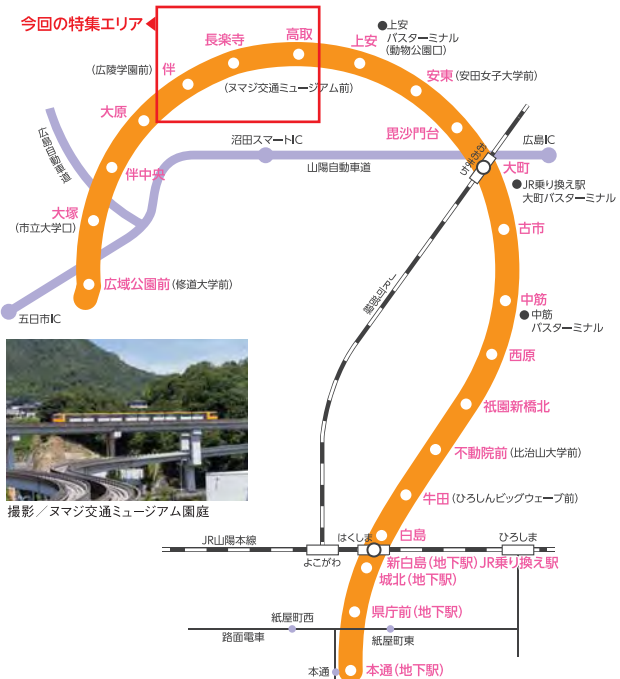 今回の特集エリア
高取
長楽寺
上安
上安
バスターミナル
(動物公園口)
(広陵学園前) 伴
(ヌマジ交通ミュージアム前)
安東(安田女子大学前)
大原
毘沙門台
広島自動車道
沼田スマートIC
山陽自動車道
広島IC
伴中央
おおまち
大町
JR乗り換え駅
大町バスターミナル
大塚
(市立大学口)
古市
広域公園前(修道大学前)
JR可部線
五日市IC
中筋
中筋
バスターミナル
西原
祇園新橋北
不動院前(比治山大学前)
牛田(ひろしんビッグウェーブ前)
撮影/ヌマジ交通ミュージアム園庭
白島
JR山陽本線
はくしま
ひろしま
よこがわ
新白島(地下駅)JR乗り換え駅
城北(地下駅)
県庁前(地下駅)
紙屋町西
路面電車
紙屋町東
本通
本通(地下駅)